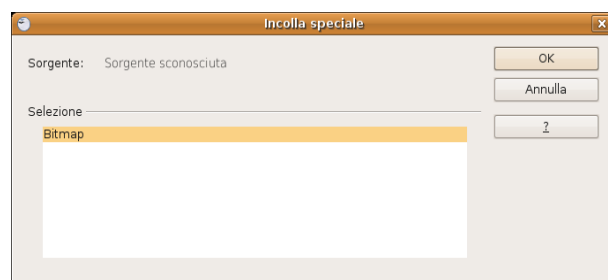 Incolla speciale
Sorgente: Sorgente sconosciuta
OK
Annulla
Selezione
?
Bitmap